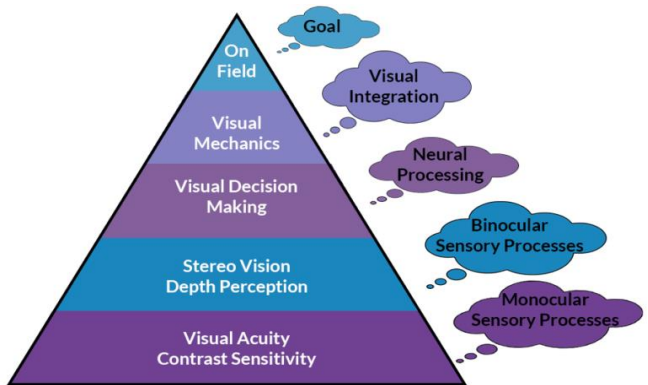 Goal
On
Field
Visual
Integration
Visual
Mechanics
Neural
Processing
Visual Decision
Making
Binocular
Sensory Processes
Stereo Vision
Depth Perception
Monocular
Sensory Processes
Visual Acuity
Contrast Sensitivity